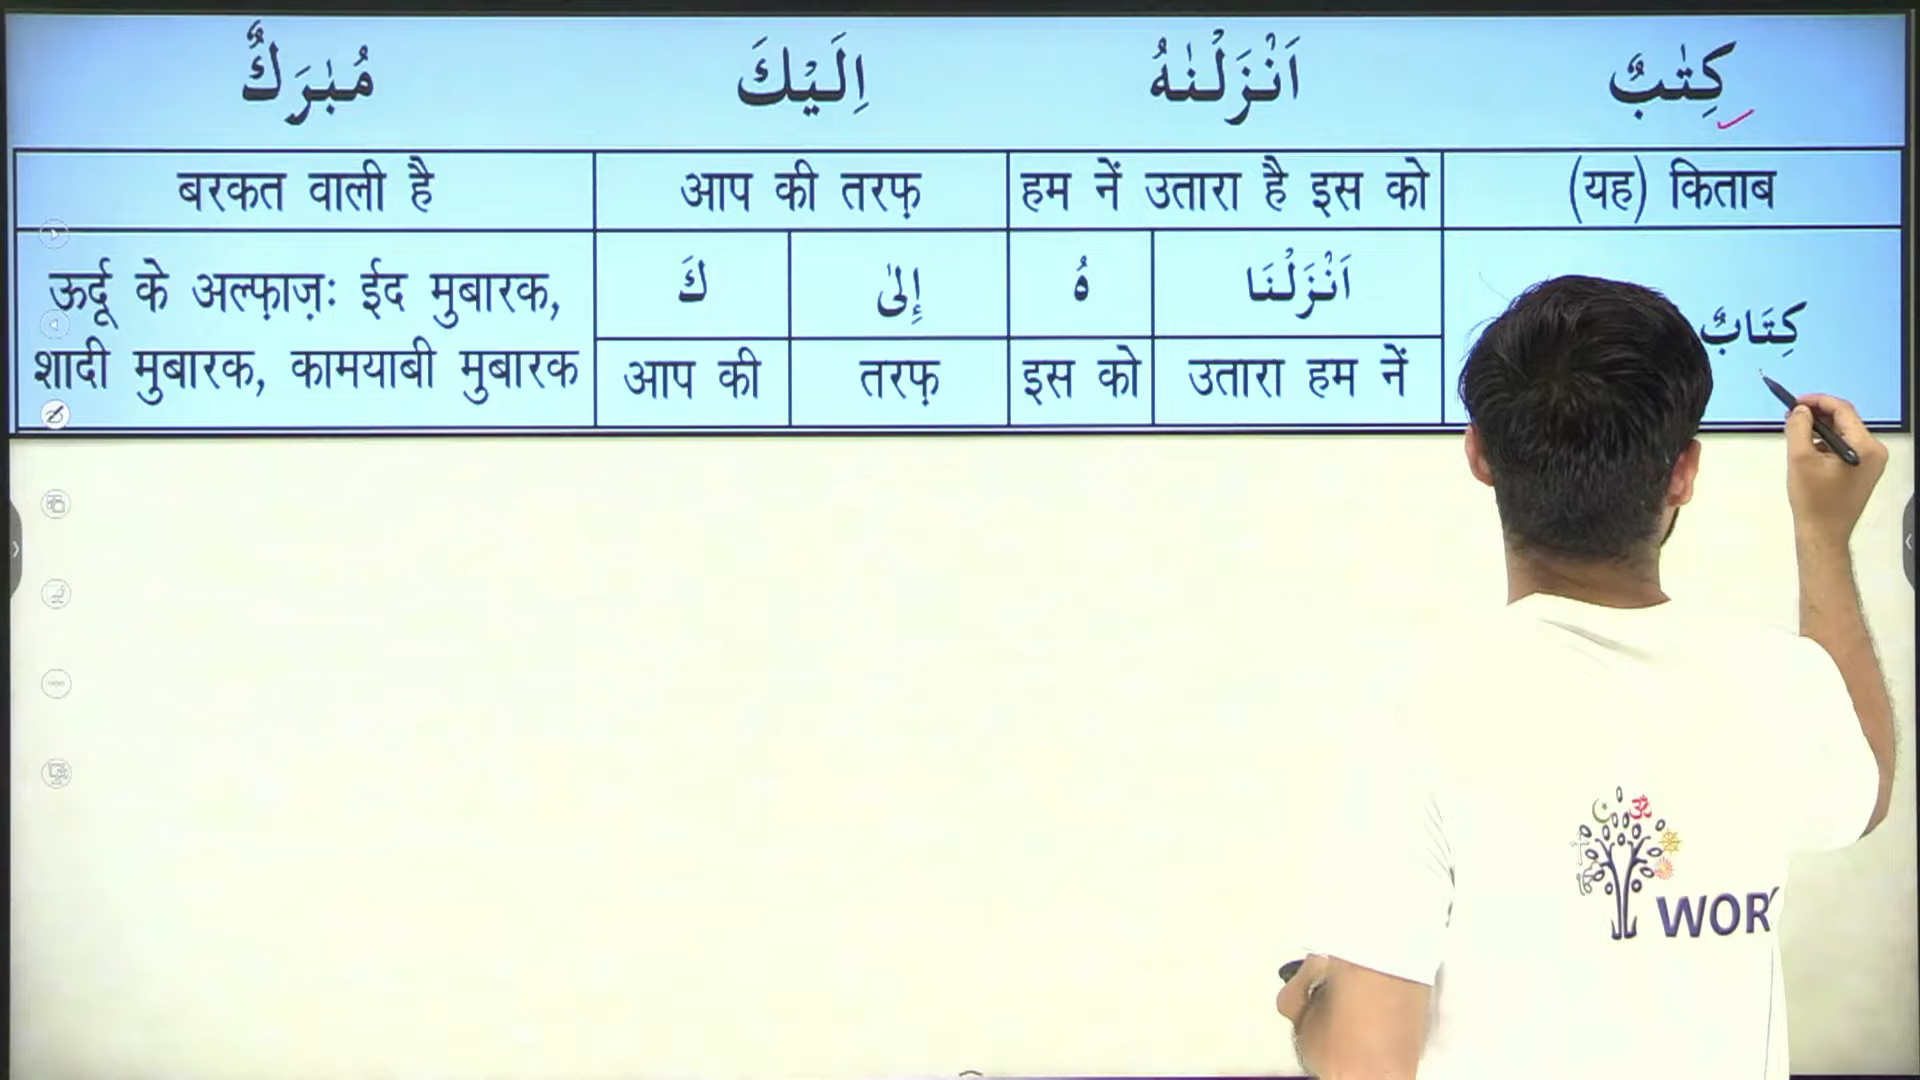 كِتٰبٌ اَنْزَلْنٰهُ اِلَيْكَ مُبٰرَكٌ
(यह) किताब हम नें उतारा है इस को आप की तरफ़ बरकत वाली है
كِتَابٌ اَنْزَلْنَا هُ إِلىٰ كَ ऊर्दू के अल्फ़ाज़ः ईद मुबारक,
उतारा हम नें इस को तरफ़ आप की शादी मुबारक, कामयाबी मुबारक
ॐ
WOR